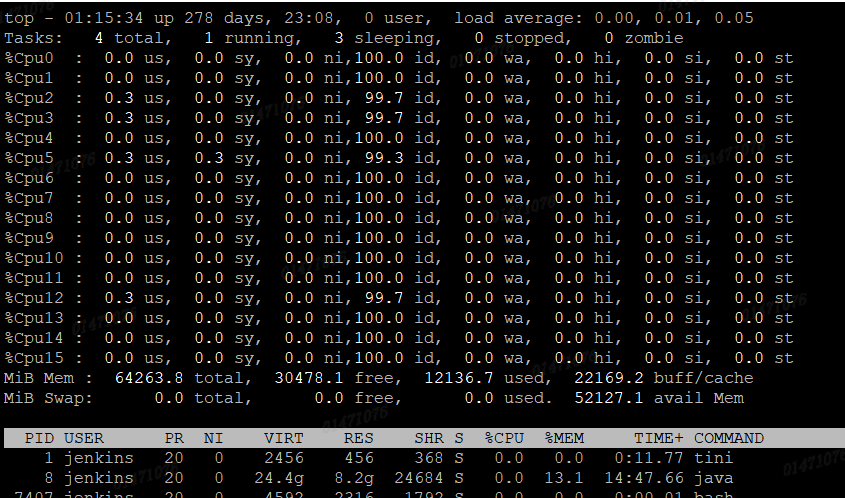 top - 01:15:34 up 278 days, 23:08,  0 user,  load average: 0.00, 0.01, 0.05
Tasks:   4 total,   1 running,   3 sleeping,   0 stopped,   0 zombie
%Cpu0  :  0.0 us,  0.0 sy,  0.0 ni,100.0 id,  0.0 wa,  0.0 hi,  0.0 si,  0.0 st
%Cpu1  :  0.0 us,  0.0 sy,  0.0 ni,100.0 id,  0.0 wa,  0.0 hi,  0.0 si,  0.0 st
%Cpu2  :  0.3 us,  0.0 sy,  0.0 ni, 99.7 id,  0.0 wa,  0.0 hi,  0.0 si,  0.0 st
%Cpu3  :  0.3 us,  0.0 sy,  0.0 ni, 99.7 id,  0.0 wa,  0.0 hi,  0.0 si,  0.0 st
%Cpu4  :  0.0 us,  0.0 sy,  0.0 ni,100.0 id,  0.0 wa,  0.0 hi,  0.0 si,  0.0 st
%Cpu5  :  0.3 us,  0.3 sy,  0.0 ni, 99.3 id,  0.0 wa,  0.0 hi,  0.0 si,  0.0 st
%Cpu6  :  0.0 us,  0.0 sy,  0.0 ni,100.0 id,  0.0 wa,  0.0 hi,  0.0 si,  0.0 st
%Cpu7  :  0.0 us,  0.0 sy,  0.0 ni,100.0 id,  0.0 wa,  0.0 hi,  0.0 si,  0.0 st
%Cpu8  :  0.0 us,  0.0 sy,  0.0 ni,100.0 id,  0.0 wa,  0.0 hi,  0.0 si,  0.0 st
%Cpu9  :  0.0 us,  0.0 sy,  0.0 ni,100.0 id,  0.0 wa,  0.0 hi,  0.0 si,  0.0 st
%Cpu10 :  0.0 us,  0.0 sy,  0.0 ni,100.0 id,  0.0 wa,  0.0 hi,  0.0 si,  0.0 st
%Cpu11 :  0.0 us,  0.0 sy,  0.0 ni,100.0 id,  0.0 wa,  0.0 hi,  0.0 si,  0.0 st
%Cpu12 :  0.3 us,  0.0 sy,  0.0 ni, 99.7 id,  0.0 wa,  0.0 hi,  0.0 si,  0.0 st
%Cpu13 :  0.0 us,  0.0 sy,  0.0 ni,100.0 id,  0.0 wa,  0.0 hi,  0.0 si,  0.0 st
%Cpu14 :  0.0 us,  0.0 sy,  0.0 ni,100.0 id,  0.0 wa,  0.0 hi,  0.0 si,  0.0 st
%Cpu15 :  0.0 us,  0.0 sy,  0.0 ni,100.0 id,  0.0 wa,  0.0 hi,  0.0 si,  0.0 st
MiB Mem :  64263.8 total,  30478.1 free,  12136.7 used,  22169.2 buff/cache
MiB Swap:      0.0 total,      0.0 free,      0.0 used.  52127.1 avail Mem
PID USER      PR  NI    VIRT    RES    SHR S  %CPU  %MEM     TIME+ COMMAND
1 jenkins   20   0    2456    456    368 S   0.0   0.0   0:11.77 tini
8 jenkins   20   0   24.4g   8.2g  24684 S   0.0  13.1  14:47.66 java
7407 jenkins   20   0    4592   2316   1792 S   0.0   0.0   0:00.01 bash